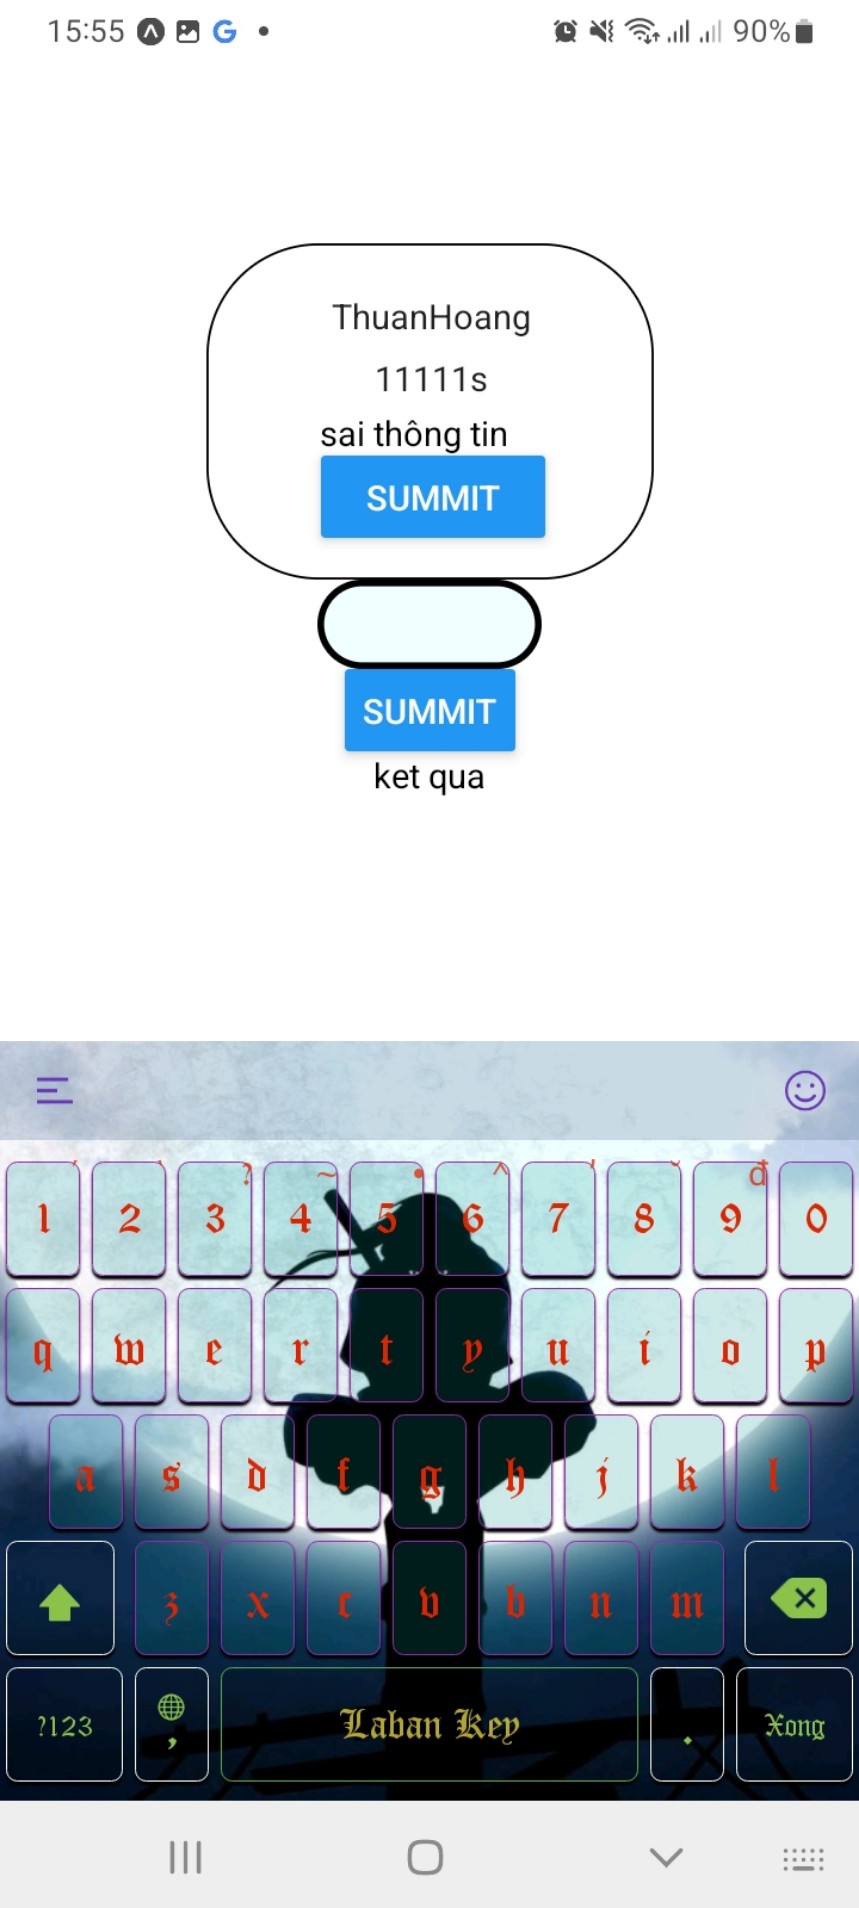 15:55 90%
ThuanHoang
11111s
sai thông tin
SUMMIT
SUMMIT
ket qua
1 2 3 4 5 6 7 8 9 0
? ~ ^ đ
q w e r t y u i o p
a s d f g h j k l
z x c v b n m
?123 , Laban Key . Xong